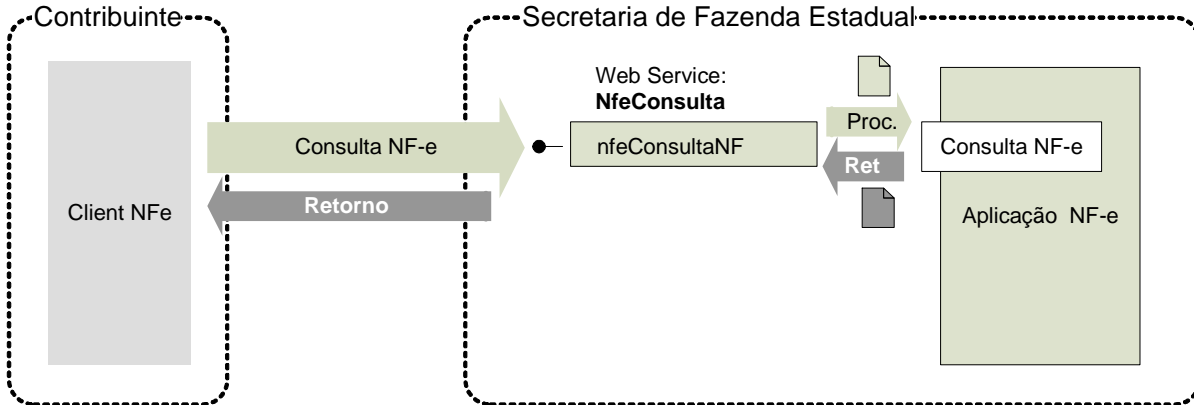 Contribuinte
Secretaria de Fazenda Estadual
Web Service:
NfeConsulta
Consulta NF-e
nfeConsultaNF
Proc.
Consulta NF-e
Ret
Retorno
Client NFe
Aplicação NF-e